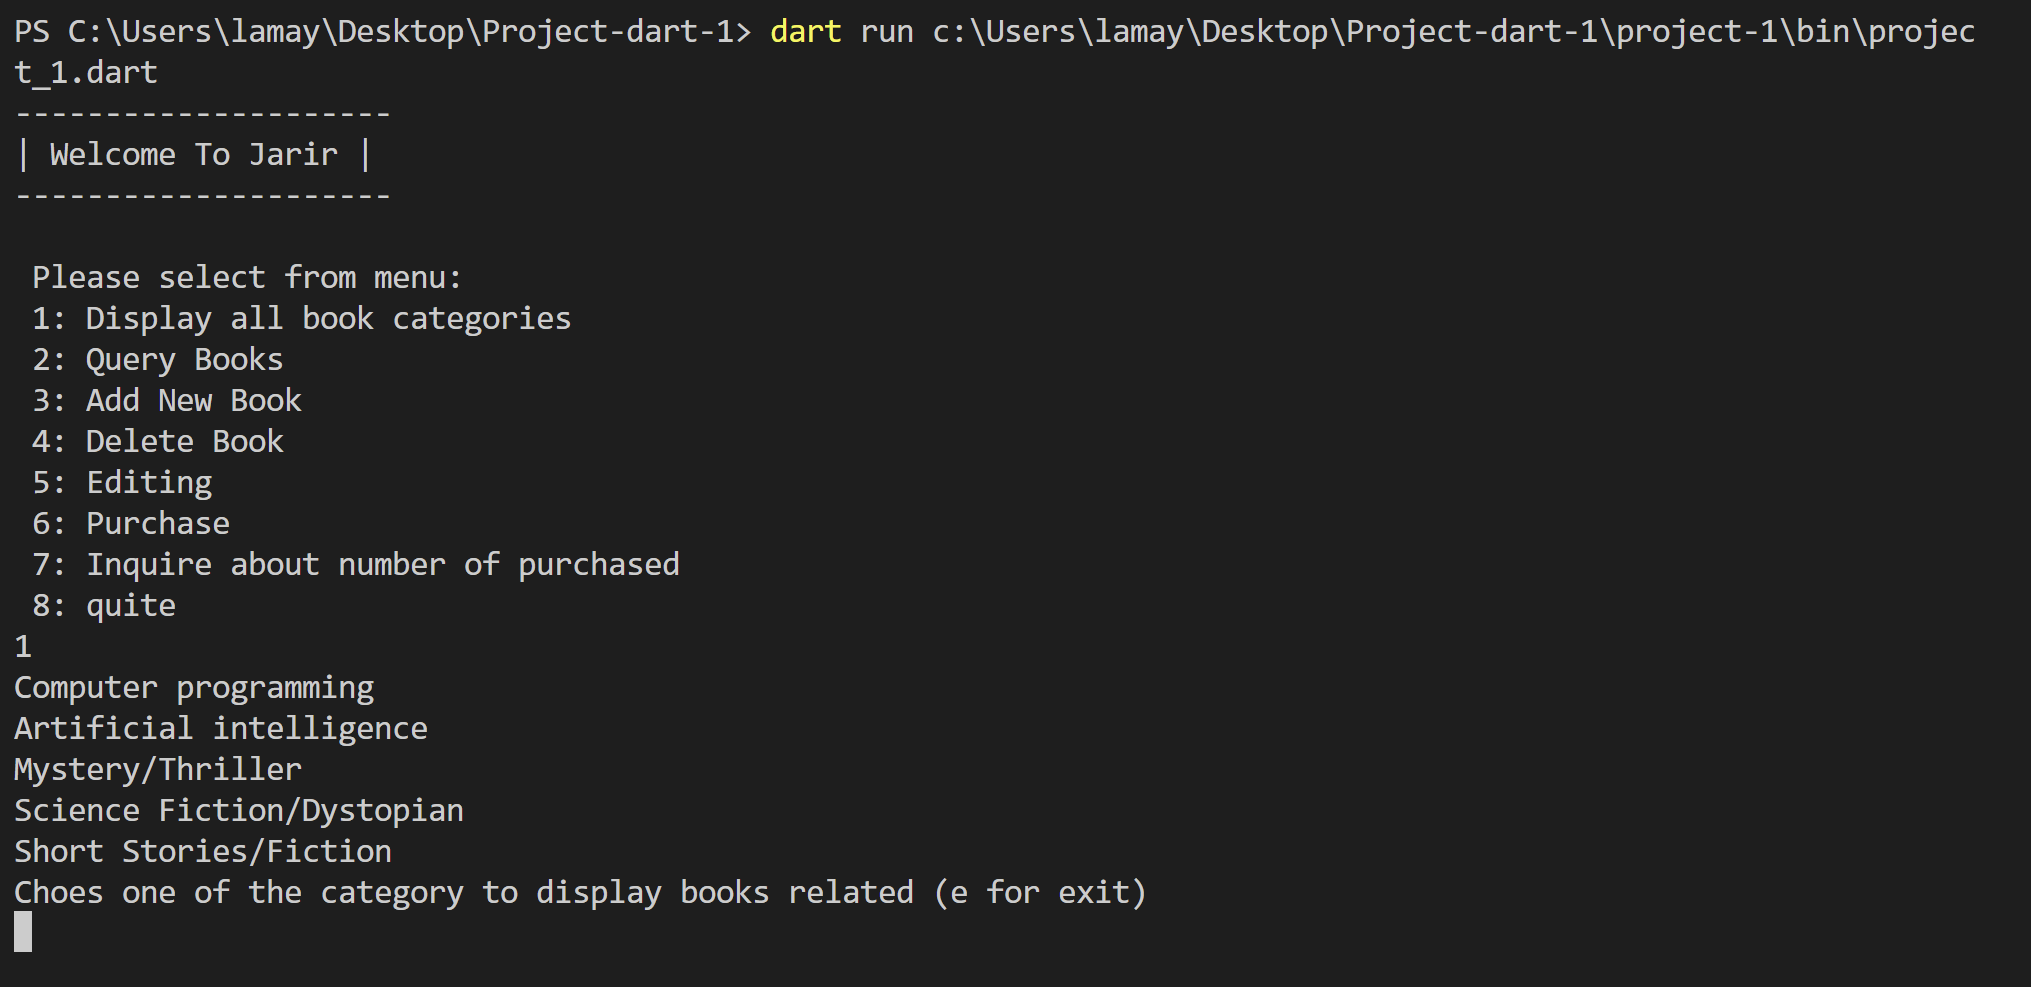 PS C:\Users\lamay\Desktop\Project-dart-1> dart run c:\Users\lamay\Desktop\Project-dart-1\project-1\bin\projec
t_1.dart
---------------------
| Welcome To Jarir |
---------------------
Please select from menu:
1: Display all book categories
2: Query Books
3: Add New Book
4: Delete Book
5: Editing
6: Purchase
7: Inquire about number of purchased
8: quite
1
Computer programming
Artificial intelligence
Mystery/Thriller
Science Fiction/Dystopian
Short Stories/Fiction
Choes one of the category to display books related (e for exit)